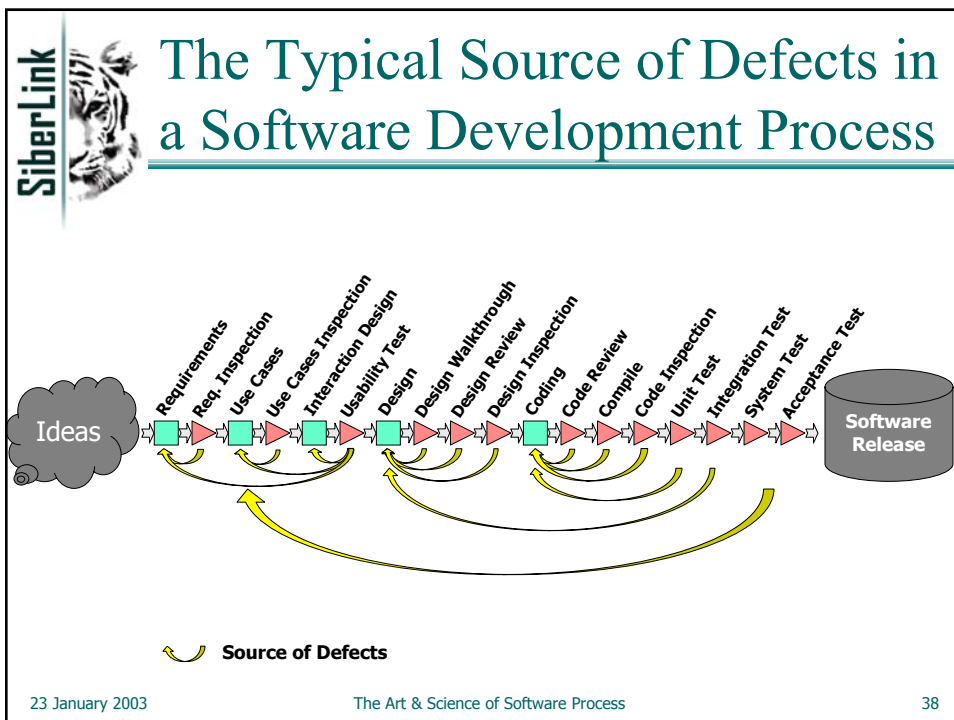 SiberLink
The Typical Source of Defects in
a Software Development Process
Ideas
Requirements
Req. Inspection
Use Cases
Use Cases Inspection
Interaction Design
Usability Test
Design
Design Walkthrough
Design Review
Design Inspection
Coding
Code Review
Compile
Code Inspection
Unit Test
Integration Test
System Test
Acceptance Test
Software
Release
Source of Defects
23 January 2003
The Art & Science of Software Process
38